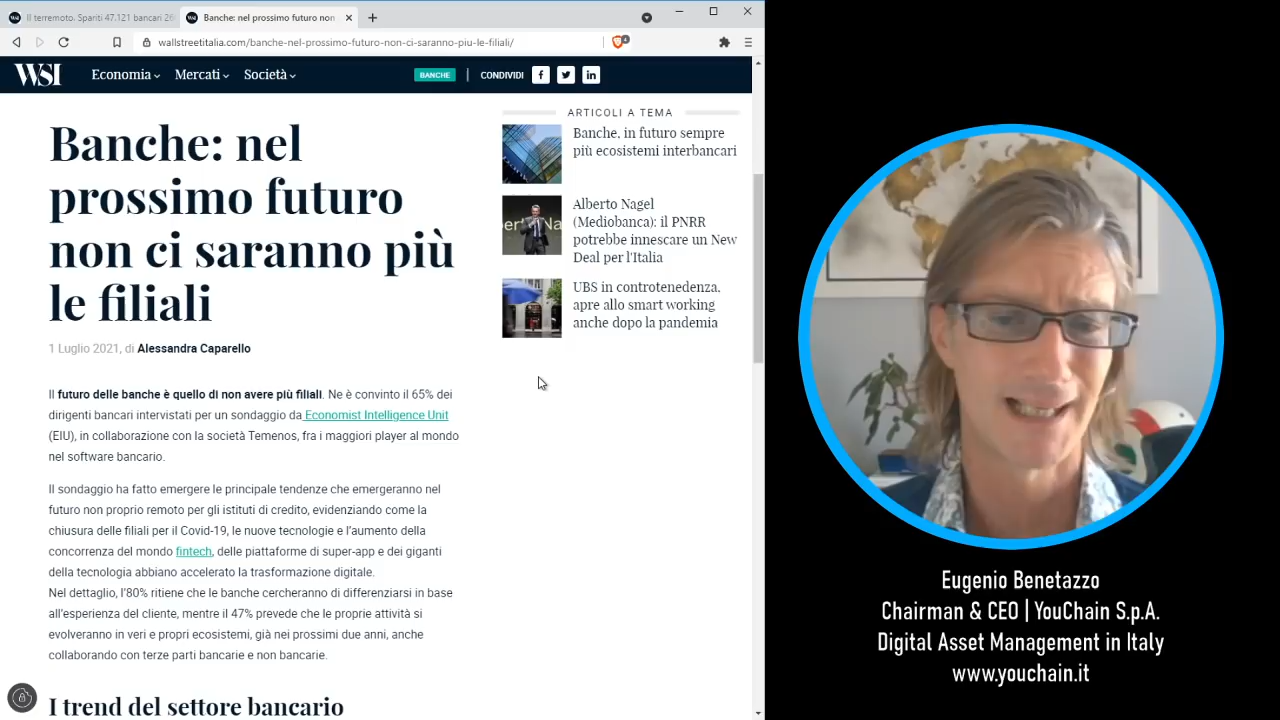 Il terremoto. Spariti 47.121 bancari 26
Banche: nel prossimo futuro non
wallstreetitalia.com/banche-nel-prossimo-futuro-non-ci-saranno-piu-le-filiali/
WSI
Economia
Mercati
Società
BANCHE
CONDIVIDI
Banche: nel
prossimo futuro
non ci saranno più
le filiali
1 Luglio 2021, di Alessandra Caparello
Il futuro delle banche è quello di non avere più filiali. Ne è convinto il 65% dei
dirigenti bancari intervistati per un sondaggio da Economist Intelligence Unit
(EIU), in collaborazione con la società Temenos, fra i maggiori player al mondo
nel software bancario.
Il sondaggio ha fatto emergere le principale tendenze che emergeranno nel
futuro non proprio remoto per gli istituti di credito, evidenziando come la
chiusura delle filiali per il Covid-19, le nuove tecnologie e l'aumento della
concorrenza del mondo fintech, delle piattaforme di super-app e dei giganti
della tecnologia abbiano accelerato la trasformazione digitale.
Nel dettaglio, l'80% ritiene che le banche cercheranno di differenziarsi in base
all'esperienza del cliente, mentre il 47% prevede che le proprie attività si
evolveranno in veri e propri ecosistemi, già nei prossimi due anni, anche
collaborando con terze parti bancarie e non bancarie.
I trend del settore bancario
ARTICOLI A TEMA
Banche, in futuro sempre
più ecosistemi interbancari
Alberto Nagel
(Mediobanca): il PNRR
potrebbe innescare un New
Deal per l'Italia
UBS in controtenedenza,
apre allo smart working
anche dopo la pandemia
Eugenio Benetazzo
Chairman & CEO | YouChain S.p.A.
Digital Asset Management in Italy
www.youchain.it